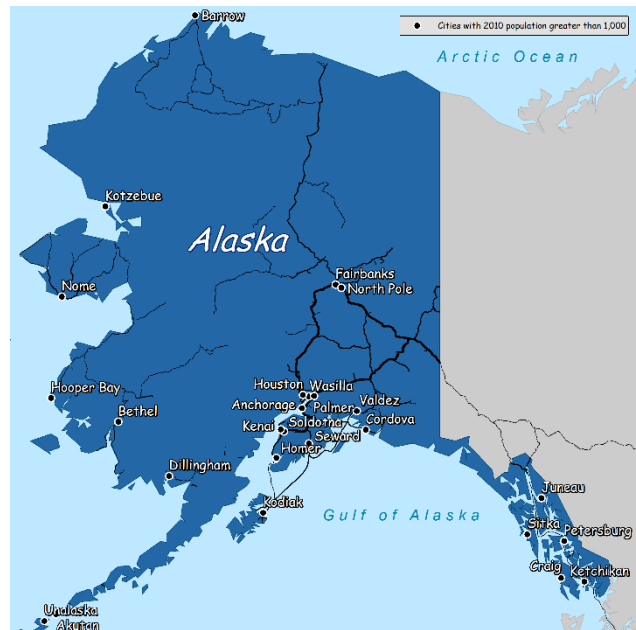 Barrow
Cities with 2010 population greater than 1,000
Arctic Ocean
Kotzebue
Alaska
Fairbanks
North Pole
Nome
Hooper Bay
Bethel
Houston
Wasilla
Anchorage
Palmer
Valdez
Kenai
Soldotna
Cordova
Seward
Homer
Dillingham
Kodiak
Gulf of Alaska
Juneau
Sitka
Petersburg
Craig
Ketchikan
Unalaska
Akutan